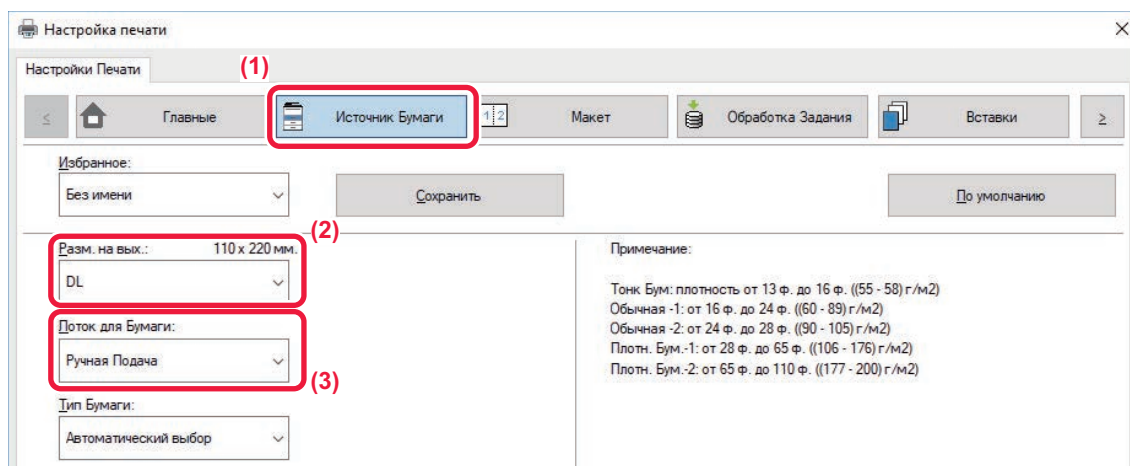 Настройка печати
Настройки Печати
(1)
<
Главные
Источник Бумаги
1 2
Макет
Обработка Задания
Вставки
>
Избранное:
Без имени
Сохранить
По умолчанию
(2)
Разм. на вых.: 110 x 220 мм.
DL
Лоток для Бумаги:
Ручная Подача
(3)
Тип Бумаги:
Автоматический выбор
Примечание:
Тонк Бум: плотность от 13 ф. до 16 ф. ((55 - 58) г/м2)
Обычная -1: от 16 ф. до 24 ф. ((60 - 89) г/м2)
Обычная -2: от 24 ф. до 28 ф. ((90 - 105) г/м2)
Плотн. Бум.-1: от 28 ф. до 65 ф. ((106 - 176) г/м2)
Плотн. Бум.-2: от 65 ф. до 110 ф. ((177 - 200) г/м2)